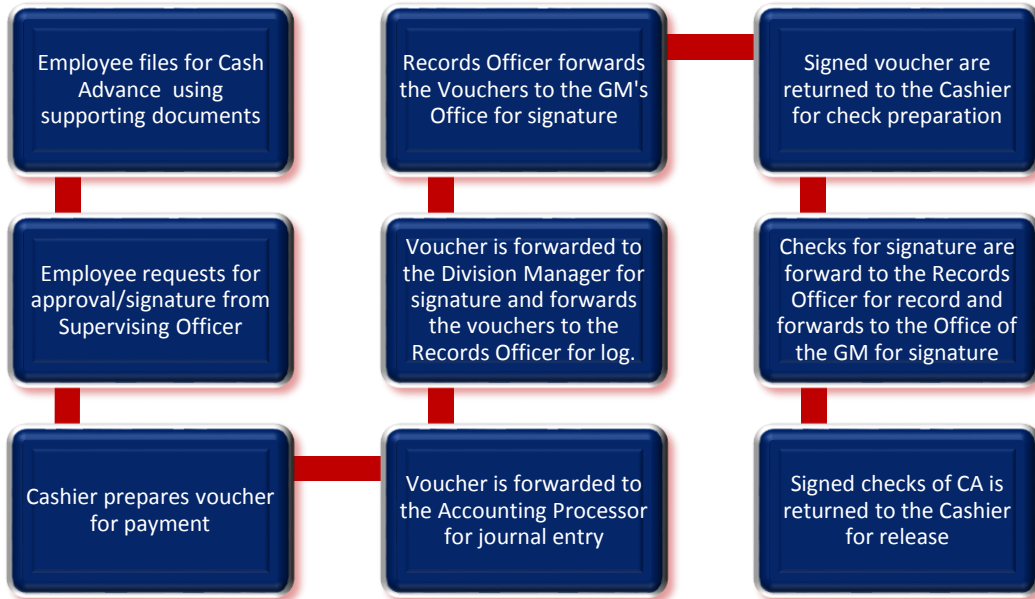 Employee files for Cash
Advance using
supporting documents
Employee requests for
approval/signature from
Supervising Officer
Cashier prepares voucher
for payment
Voucher is forwarded to
the Accounting Processor
for journal entry
Voucher is forwarded to
the Division Manager for
signature and forwards
the vouchers to the
Records Officer for log.
Records Officer forwards
the Vouchers to the GM's
Office for signature
Signed voucher are
returned to the Cashier
for check preparation
Checks for signature are
forward to the Records
Officer for record and
forwards to the Office of
the GM for signature
Signed checks of CA is
returned to the Cashier
for release